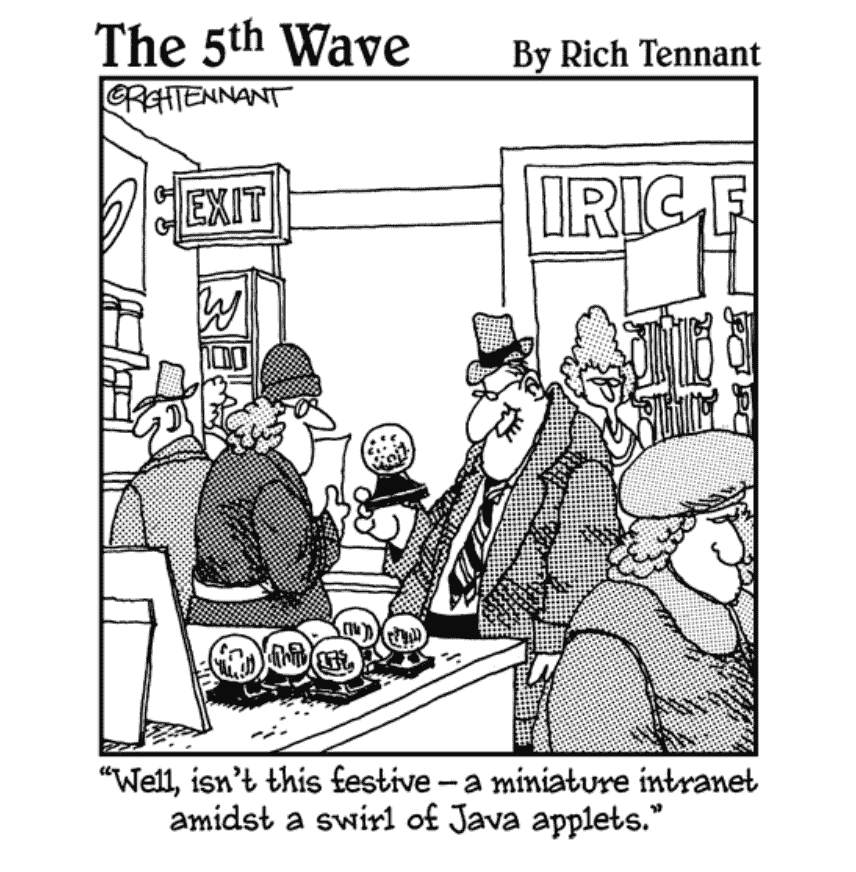 The 5th Wave
By Rich Tennant
©RICHTENNANT
EXIT
W
IRIC F
"Well, isn't this festive – a miniature intranet
amidst a swirl of Java applets."